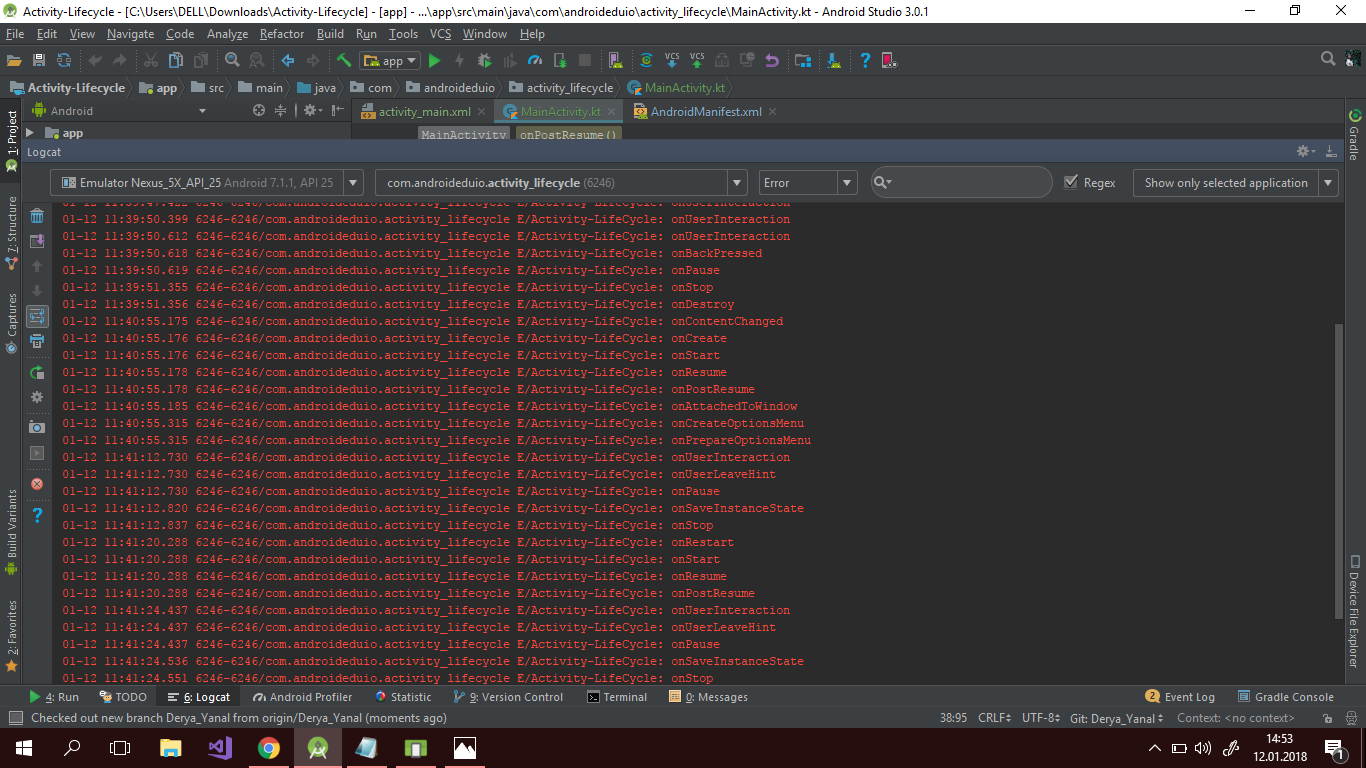 Activity-Lifecycle - [C:\Users\DELL\Downloads\Activity-Lifecycle] - [app] - ...\app\src\main\java\com\androideduio\activity_lifecycle\MainActivity.kt - Android Studio 3.0.1
File Edit View Navigate Code Analyze Refactor Build Run Tools VCS Window Help
app VCS VCS
Activity-Lifecycle app src main java com androideduio activity_lifecycle MainActivity.kt
1: Project
Android activity_main.xml MainActivity.kt AndroidManifest.xml
Gradle
app MainActivity onPostResume()
Logcat
Emulator Nexus_5X_API_25 Android 7.1.1, API 25 com.androideduio.activity_lifecycle (6246) Error Regex Show only selected application
01-12 11:39:47.422 6246-6246/com.androideduio.activity_lifecycle E/Activity-LifeCycle: onUserInteraction
01-12 11:39:50.399 6246-6246/com.androideduio.activity_lifecycle E/Activity-LifeCycle: onUserInteraction
01-12 11:39:50.612 6246-6246/com.androideduio.activity_lifecycle E/Activity-LifeCycle: onUserInteraction
01-12 11:39:50.618 6246-6246/com.androideduio.activity_lifecycle E/Activity-LifeCycle: onBackPressed
01-12 11:39:50.619 6246-6246/com.androideduio.activity_lifecycle E/Activity-LifeCycle: onPause
01-12 11:39:51.355 6246-6246/com.androideduio.activity_lifecycle E/Activity-LifeCycle: onStop
01-12 11:39:51.356 6246-6246/com.androideduio.activity_lifecycle E/Activity-LifeCycle: onDestroy
01-12 11:40:55.175 6246-6246/com.androideduio.activity_lifecycle E/Activity-LifeCycle: onContentChanged
01-12 11:40:55.176 6246-6246/com.androideduio.activity_lifecycle E/Activity-LifeCycle: onCreate
01-12 11:40:55.176 6246-6246/com.androideduio.activity_lifecycle E/Activity-LifeCycle: onStart
01-12 11:40:55.178 6246-6246/com.androideduio.activity_lifecycle E/Activity-LifeCycle: onResume
01-12 11:40:55.178 6246-6246/com.androideduio.activity_lifecycle E/Activity-LifeCycle: onPostResume
01-12 11:40:55.185 6246-6246/com.androideduio.activity_lifecycle E/Activity-LifeCycle: onAttachedToWindow
01-12 11:40:55.315 6246-6246/com.androideduio.activity_lifecycle E/Activity-LifeCycle: onCreateOptionsMenu
01-12 11:40:55.315 6246-6246/com.androideduio.activity_lifecycle E/Activity-LifeCycle: onPrepareOptionsMenu
01-12 11:41:12.730 6246-6246/com.androideduio.activity_lifecycle E/Activity-LifeCycle: onUserInteraction
01-12 11:41:12.730 6246-6246/com.androideduio.activity_lifecycle E/Activity-LifeCycle: onUserLeaveHint
01-12 11:41:12.730 6246-6246/com.androideduio.activity_lifecycle E/Activity-LifeCycle: onPause
01-12 11:41:12.820 6246-6246/com.androideduio.activity_lifecycle E/Activity-LifeCycle: onSaveInstanceState
01-12 11:41:12.837 6246-6246/com.androideduio.activity_lifecycle E/Activity-LifeCycle: onStop
01-12 11:41:20.288 6246-6246/com.androideduio.activity_lifecycle E/Activity-LifeCycle: onRestart
01-12 11:41:20.288 6246-6246/com.androideduio.activity_lifecycle E/Activity-LifeCycle: onStart
01-12 11:41:20.288 6246-6246/com.androideduio.activity_lifecycle E/Activity-LifeCycle: onResume
01-12 11:41:20.288 6246-6246/com.androideduio.activity_lifecycle E/Activity-LifeCycle: onPostResume
01-12 11:41:24.437 6246-6246/com.androideduio.activity_lifecycle E/Activity-LifeCycle: onUserInteraction
01-12 11:41:24.437 6246-6246/com.androideduio.activity_lifecycle E/Activity-LifeCycle: onUserLeaveHint
01-12 11:41:24.437 6246-6246/com.androideduio.activity_lifecycle E/Activity-LifeCycle: onPause
01-12 11:41:24.536 6246-6246/com.androideduio.activity_lifecycle E/Activity-LifeCycle: onSaveInstanceState
01-12 11:41:24.551 6246-6246/com.androideduio.activity_lifecycle E/Activity-LifeCycle: onStop
7: Structure
Captures
Build Variants
2: Favorites
Device File Explorer
4: Run TODO 6: Logcat Android Profiler Statistic 9: Version Control Terminal 0: Messages 2 Event Log Gradle Console
Checked out new branch Derya_Yanal from origin/Derya_Yanal (moments ago) 38:95 CRLF UTF-8 Git: Derya_Yanal Context: <no context>
14:53
12.01.2018
1